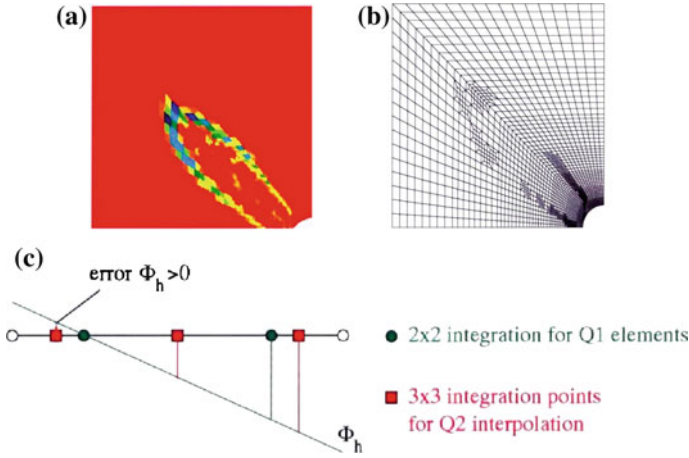 (a)
(b)
(c)
error Φh>0
2x2 integration for Q1 elements
3x3 integration points
for Q2 interpolation
Φh